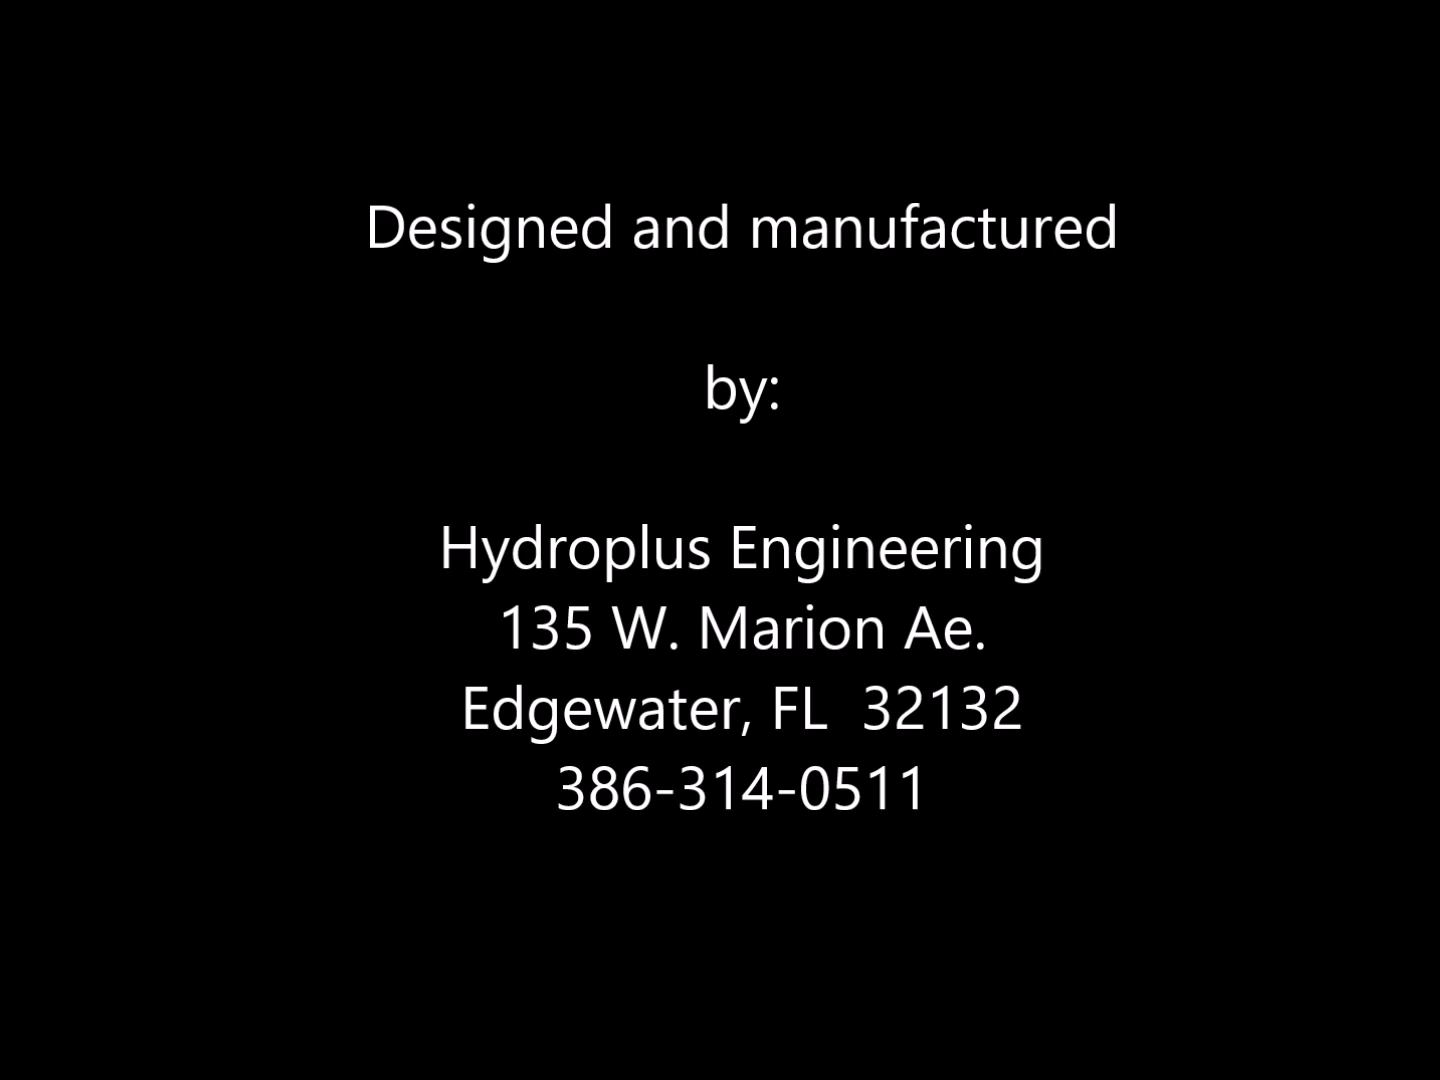 Designed and manufactured
by:
Hydroplus Engineering
135 W. Marion Ae.
Edgewater, FL  32132
386-314-0511